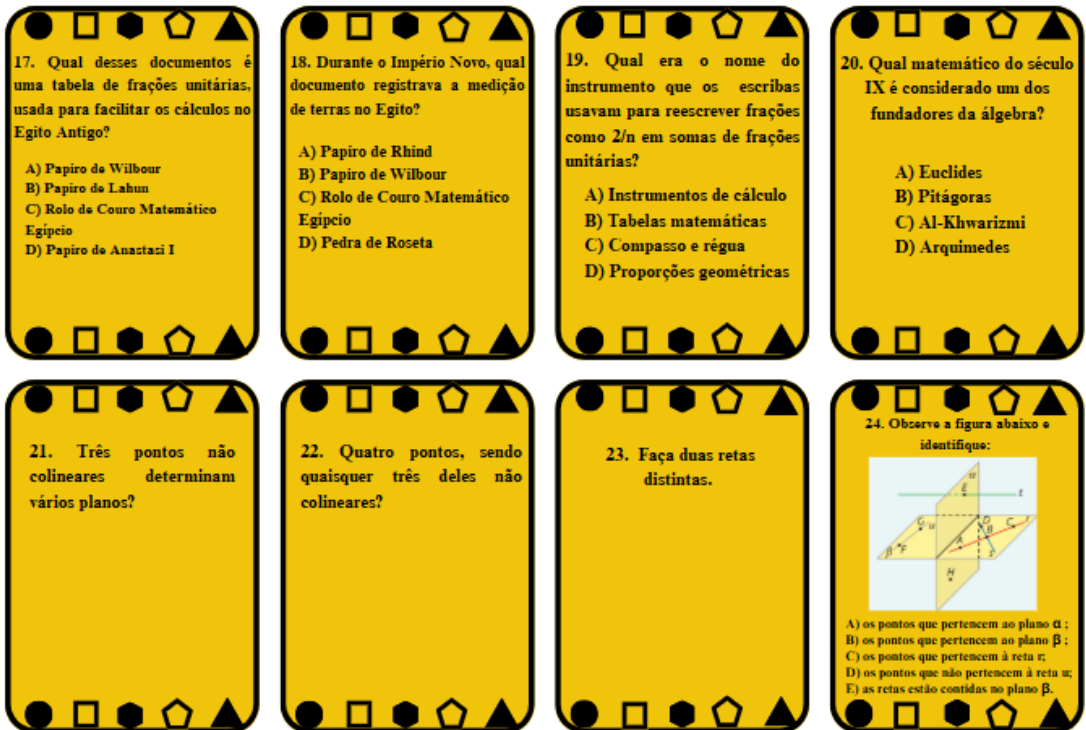 17. Qual desses documentos é
uma tabela de frações unitárias,
usada para facilitar os cálculos no
Egito Antigo?
A) Papiro de Wilbour
B) Papiro de Lahun
C) Rolo de Couro Matemático
Egípcio
D) Papiro de Anastasi I
18. Durante o Império Novo, qual
documento registrava a medição
de terras no Egito?
A) Papiro de Rhind
B) Papiro de Wilbour
C) Rolo de Couro Matemático
Egípcio
D) Pedra de Roseta
19. Qual era o nome do
instrumento que os escribas
usavam para reescrever frações
como 2/n em somas de frações
unitárias?
A) Instrumentos de cálculo
B) Tabelas matemáticas
C) Compasso e régua
D) Proporções geométricas
20. Qual matemático do século
IX é considerado um dos
fundadores da álgebra?
A) Euclides
B) Pitágoras
C) Al-Khwarizmi
D) Arquimedes
21. Três pontos não
colineares determinam
vários planos?
22. Quatro pontos, sendo
quaisquer três deles não
colineares?
23. Faça duas retas
distintas.
24. Observe a figura abaixo e
identifique:
α
E
t
G
u
D
C
r
B
A
β
F
s
H
A) os pontos que pertencem ao plano α ;
B) os pontos que pertencem ao plano β ;
C) os pontos que pertencem à reta r;
D) os pontos que não pertencem à reta u;
E) as retas estão contidas no plano β.